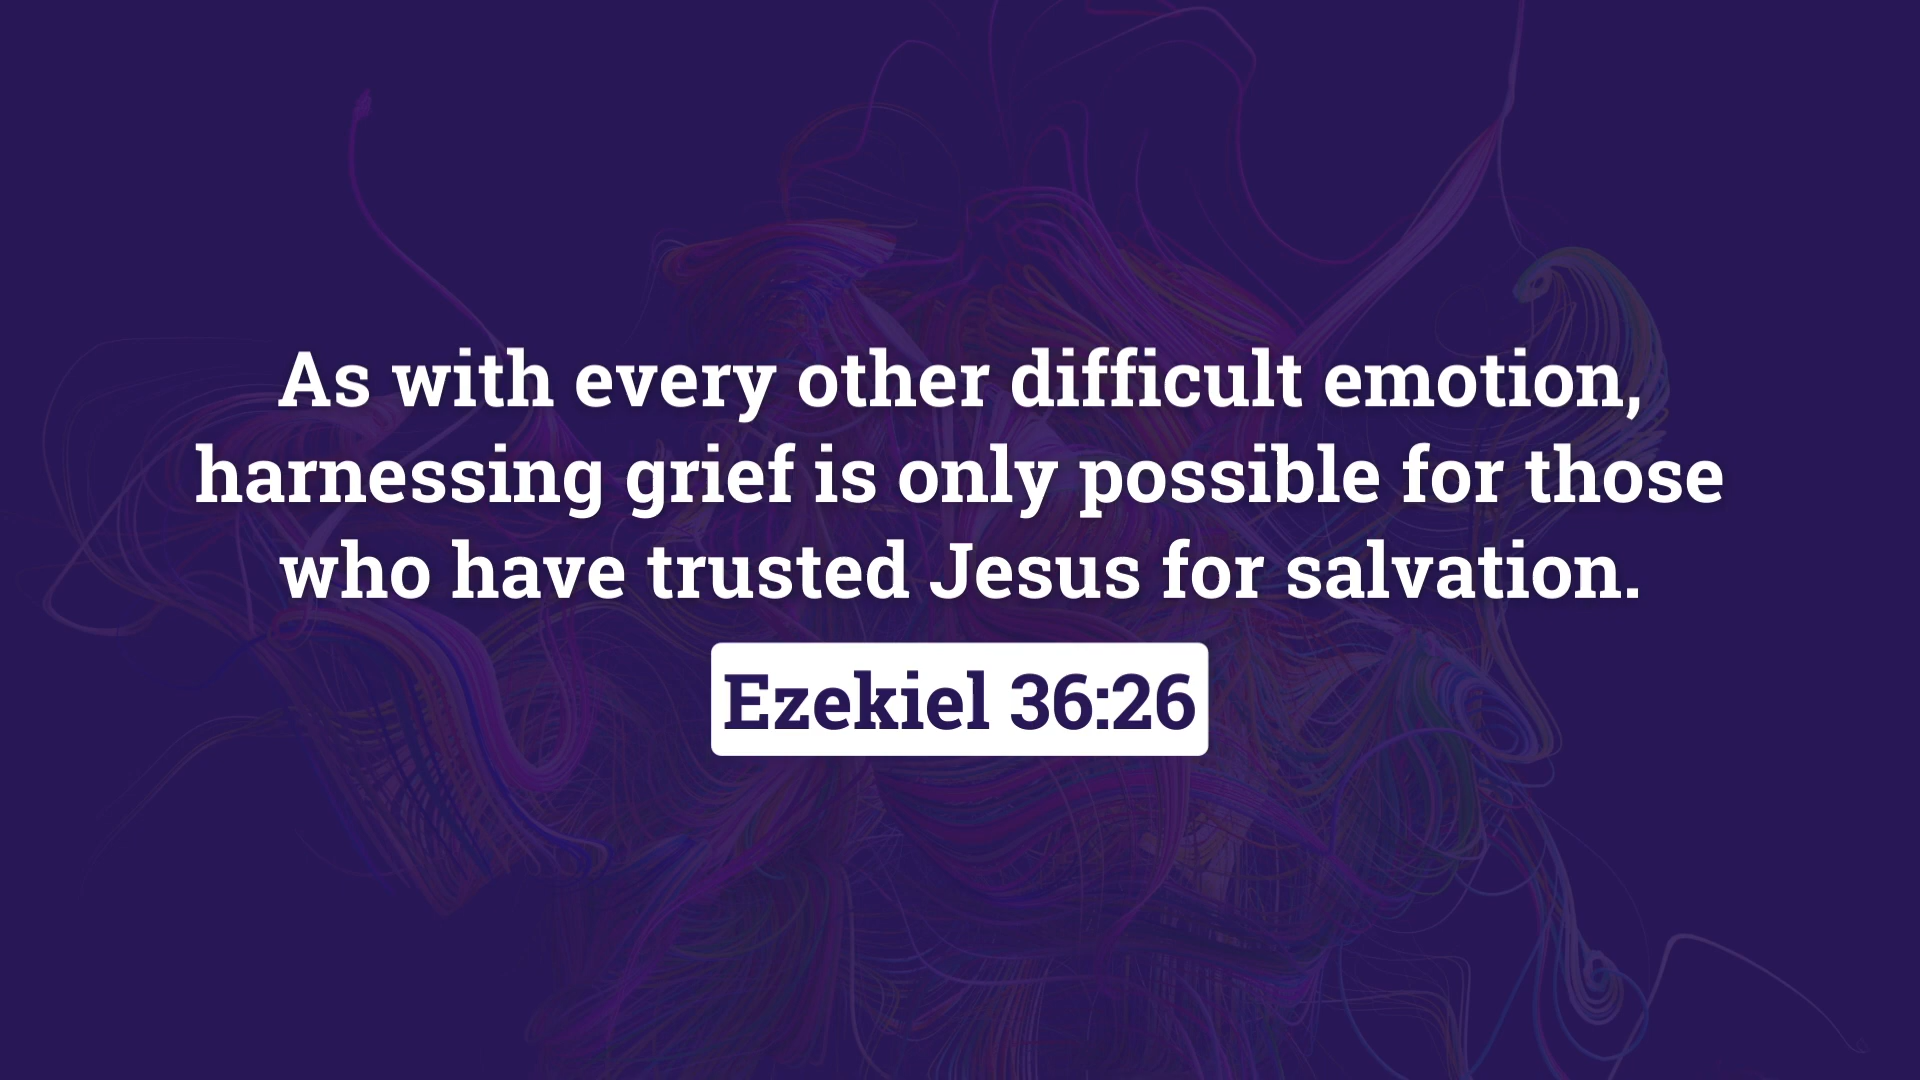 As with every other difficult emotion,
harnessing grief is only possible for those
who have trusted Jesus for salvation.
Ezekiel 36:26